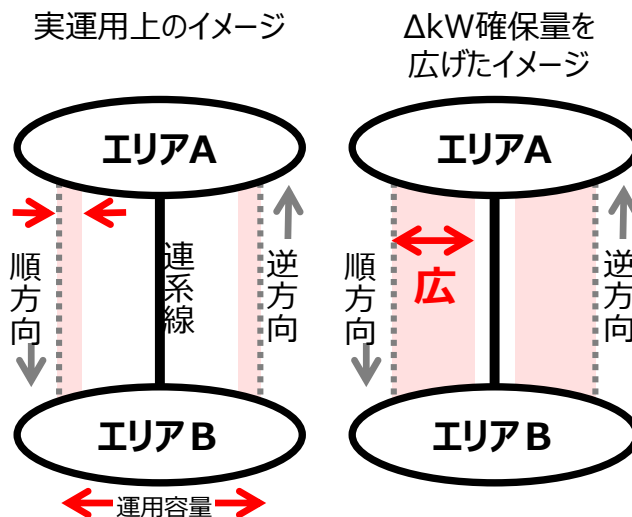 実運用上のイメージ
エリアA
順方向
連系線
逆方向
エリアB
運用容量
ΔkW確保量を
広げたイメージ
エリアA
順方向
広
逆方向
エリアB